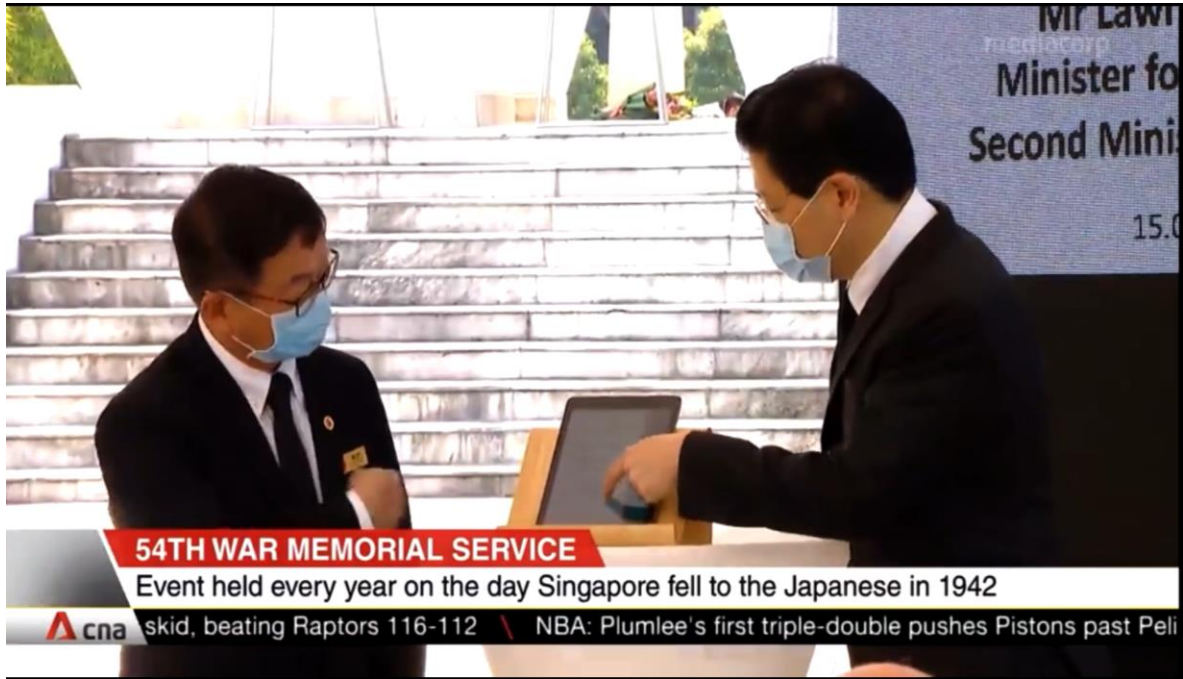 Mr Lawr
mediacorp
Minister fo
Second Minis
15.0
54TH WAR MEMORIAL SERVICE
Event held every year on the day Singapore fell to the Japanese in 1942
cna
skid, beating Raptors 116-112 \ NBA: Plumlee's first triple-double pushes Pistons past Peli